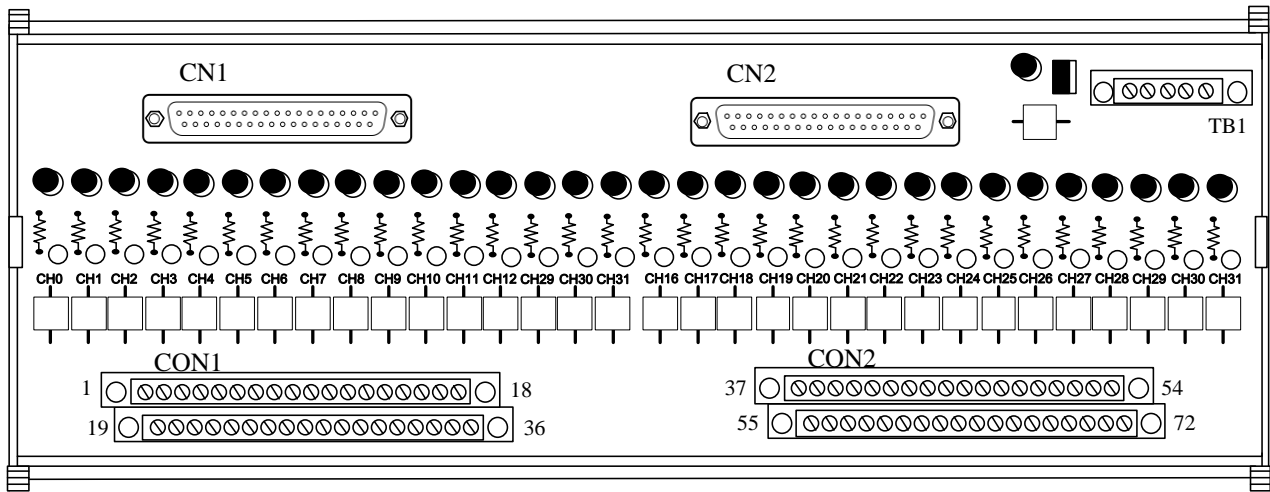 CN1
CN2
TB1
CH0 CH1 CH2 CH3 CH4 CH5 CH6 CH7 CH8 CH9 CH10 CH11 CH12 CH29 CH30 CH31 CH16 CH17 CH18 CH19 CH20 CH21 CH22 CH23 CH24 CH25 CH26 CH27 CH28 CH29 CH30 CH31
CON1
CON2
1 18 37 54
19 36 55 72